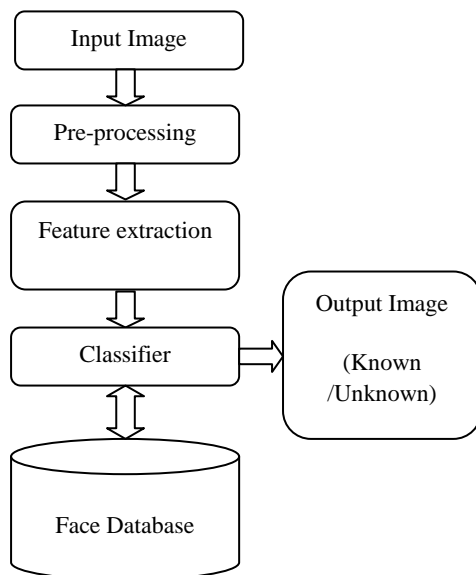 Input Image
Pre-processing
Feature extraction
Classifier
Output Image
(Known
/Unknown)
Face Database